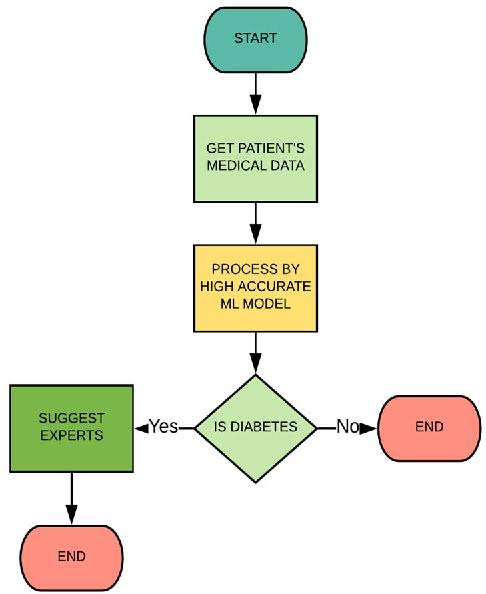 START
GET PATIENT'S
MEDICAL DATA
PROCESS BY
HIGH ACCURATE
ML MODEL
IS DIABETES
Yes
No
SUGGEST
EXPERTS
END
END